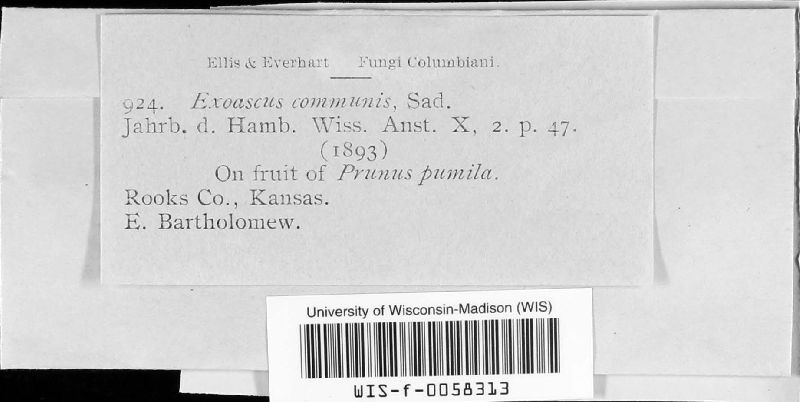 Ellis & Everhart Fungi Columbiani.
924. Exoascus communis, Sad.
Jahrb. d. Hamb. Wiss. Anst. X, 2. p. 47.
(1893)
On fruit of Prunus pumila.
Rooks Co., Kansas.
E. Bartholomew.
University of Wisconsin-Madison (WIS)
WIS-f-0058313